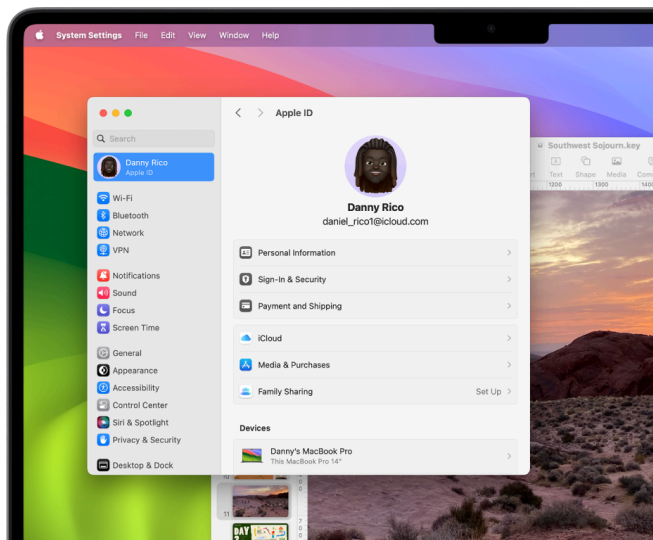 System Settings File Edit View Window Help
Apple ID
Search
Danny Rico
Apple ID
Wi-Fi
Bluetooth
Network
VPN
Notifications
Sound
Focus
Screen Time
General
Appearance
Accessibility
Control Center
Siri & Spotlight
Privacy & Security
Desktop & Dock
Danny Rico
daniel_rico1@icloud.com
Personal Information
Sign-In & Security
Payment and Shipping
iCloud
Media & Purchases
Family Sharing Set Up
Devices
Danny's MacBook Pro
This MacBook Pro 14"
Southwest Sojourn.key
Text Shape Media
1200 1300 1400
10
11
DAY